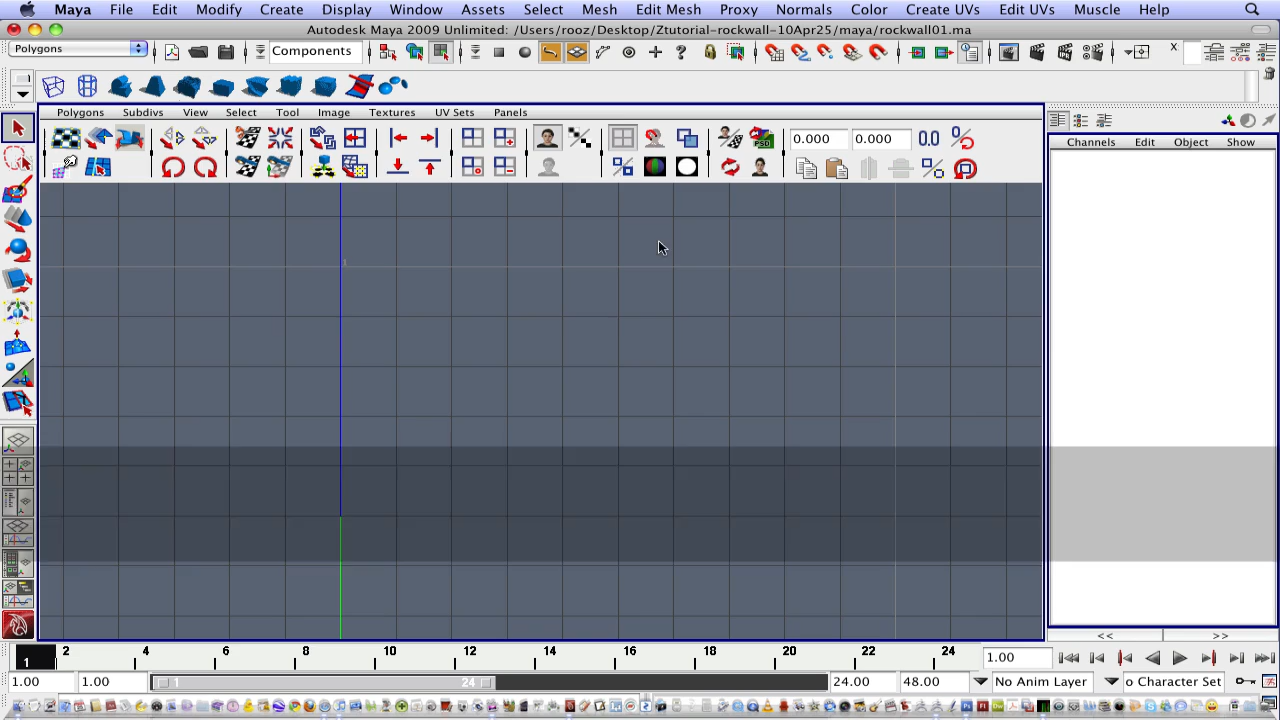 Maya File Edit Modify Create Display Window Assets Select Mesh Edit Mesh Proxy Normals Color Create UVs Edit UVs Muscle Help
Autodesk Maya 2009 Unlimited: /Users/rooz/Desktop/Ztutorial-rockwall-10Apr25/maya/rockwall01.ma
Polygons Components X
Polygons Subdivs View Select Tool Image Textures UV Sets Panels
PSD 0.000 0.000 0.0
Channels Edit Object Show
1
<< >>
2 4 6 8 10 12 14 16 18 20 22 24
1 1.00
1.00 1.00 1 24 24.00 48.00 No Anim Layer o Character Set